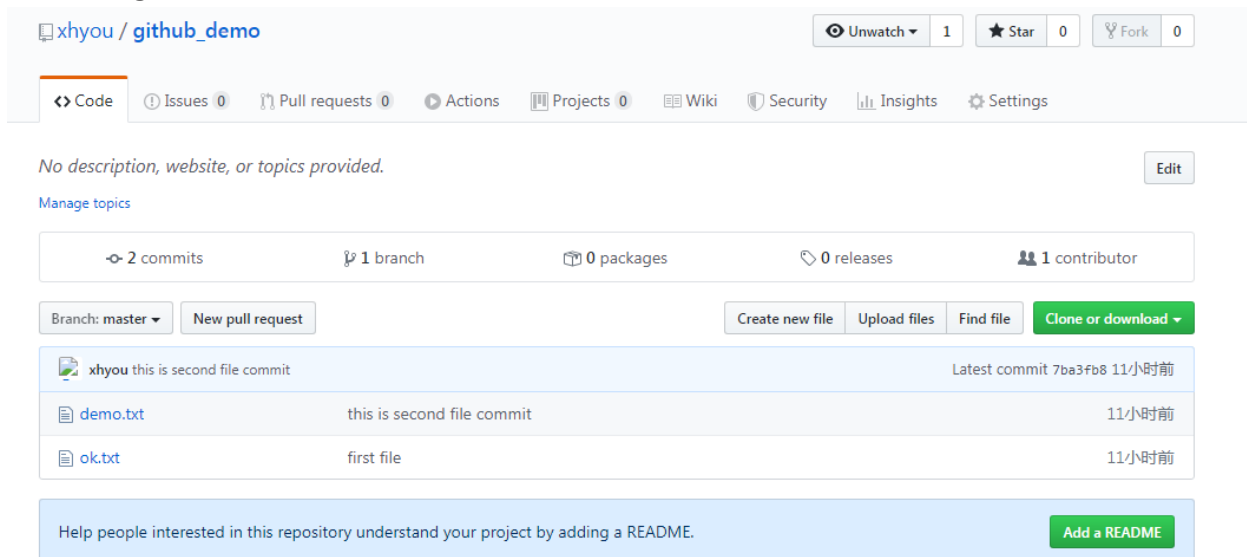 xhyou / github_demo Unwatch 1 Star 0 Fork 0
Code Issues 0 Pull requests 0 Actions Projects 0 Wiki Security Insights Settings
No description, website, or topics provided. Edit
Manage topics
2 commits 1 branch 0 packages 0 releases 1 contributor
Branch: master New pull request Create new file Upload files Find file Clone or download
xhyou this is second file commit Latest commit 7ba3fb8 11小时前
demo.txt this is second file commit 11小时前
ok.txt first file 11小时前
Help people interested in this repository understand your project by adding a README. Add a README